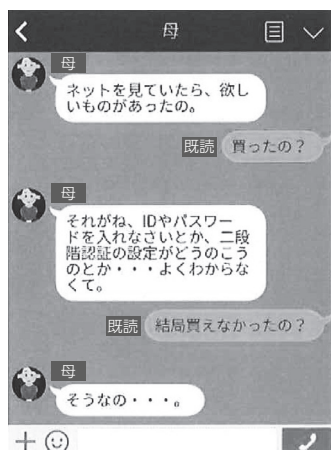 母
母
ネットを見ていたら、欲し
いものがあったの。
既読 買ったの？
母
それがね、IDやパスワー
ドを入れなさいとか、二段
階認証の設定がどうのこう
のとか・・・よくわからな
くて。
既読 結局買えなかったの？
母
そうなの・・・。